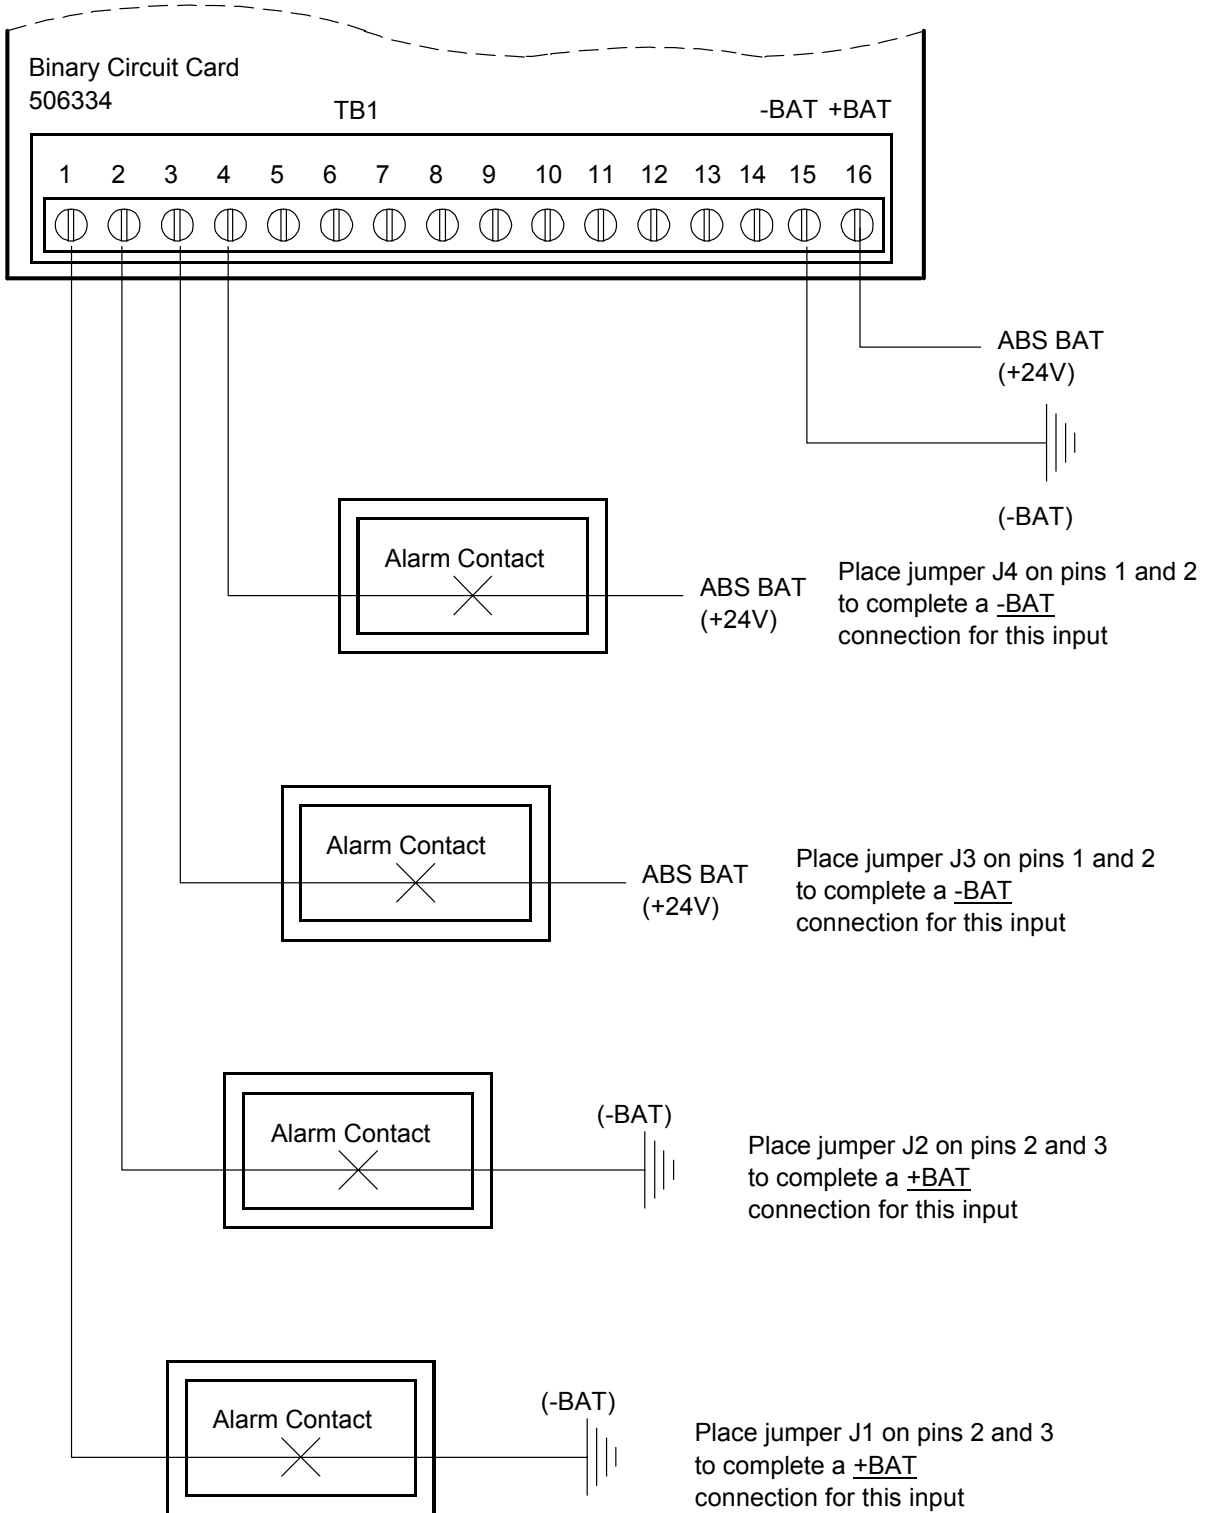 Binary Circuit Card
506334
TB1
-BAT +BAT
1 2 3 4 5 6 7 8 9 10 11 12 13 14 15 16
ABS BAT
(+24V)
(-BAT)
Alarm Contact
ABS BAT
(+24V)
Place jumper J4 on pins 1 and 2
to complete a -BAT
connection for this input
Alarm Contact
ABS BAT
(+24V)
Place jumper J3 on pins 1 and 2
to complete a -BAT
connection for this input
Alarm Contact
(-BAT)
Place jumper J2 on pins 2 and 3
to complete a +BAT
connection for this input
Alarm Contact
(-BAT)
Place jumper J1 on pins 2 and 3
to complete a +BAT
connection for this input